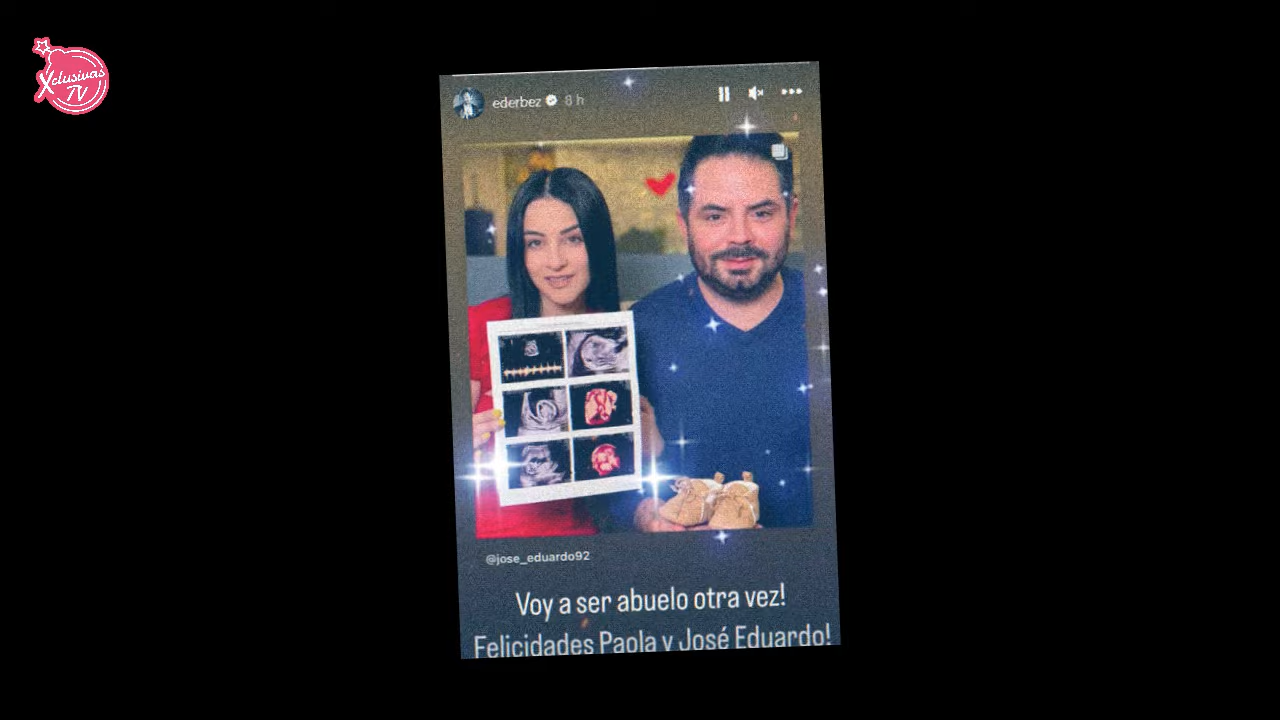 Xclusivas
TV
ederbez 8 h
@jose_eduardo92
Voy a ser abuelo otra vez!
Felicidades Paola y José Eduardo!